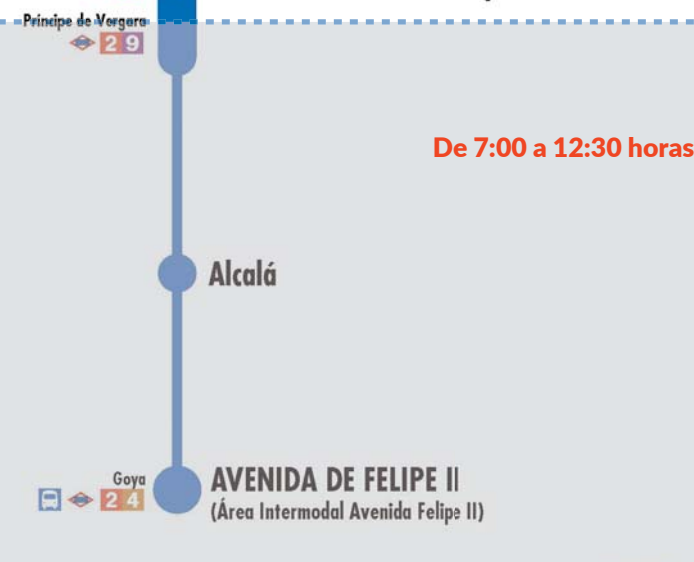 Príncipe de Vergara
2 9
De 7:00 a 12:30 horas
Alcalá
Goya
2 4
AVENIDA DE FELIPE II
(Área Intermodal Avenida Felipe II)